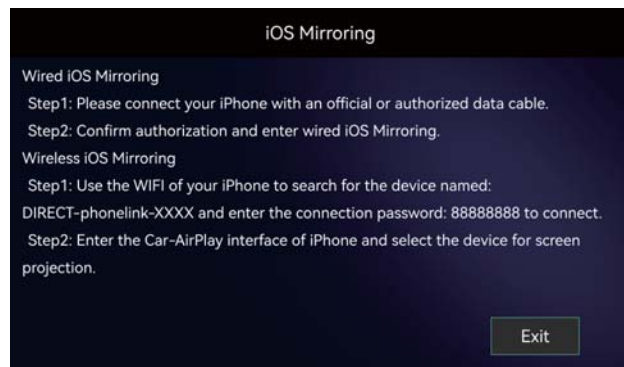 iOS Mirroring
Wired iOS Mirroring
Step1: Please connect your iPhone with an official or authorized data cable.
Step2: Confirm authorization and enter wired iOS Mirroring.
Wireless iOS Mirroring
Step1: Use the WIFI of your iPhone to search for the device named:
DIRECT-phonelink-XXXX and enter the connection password: 88888888 to connect.
Step2: Enter the Car-AirPlay interface of iPhone and select the device for screen
projection.
Exit